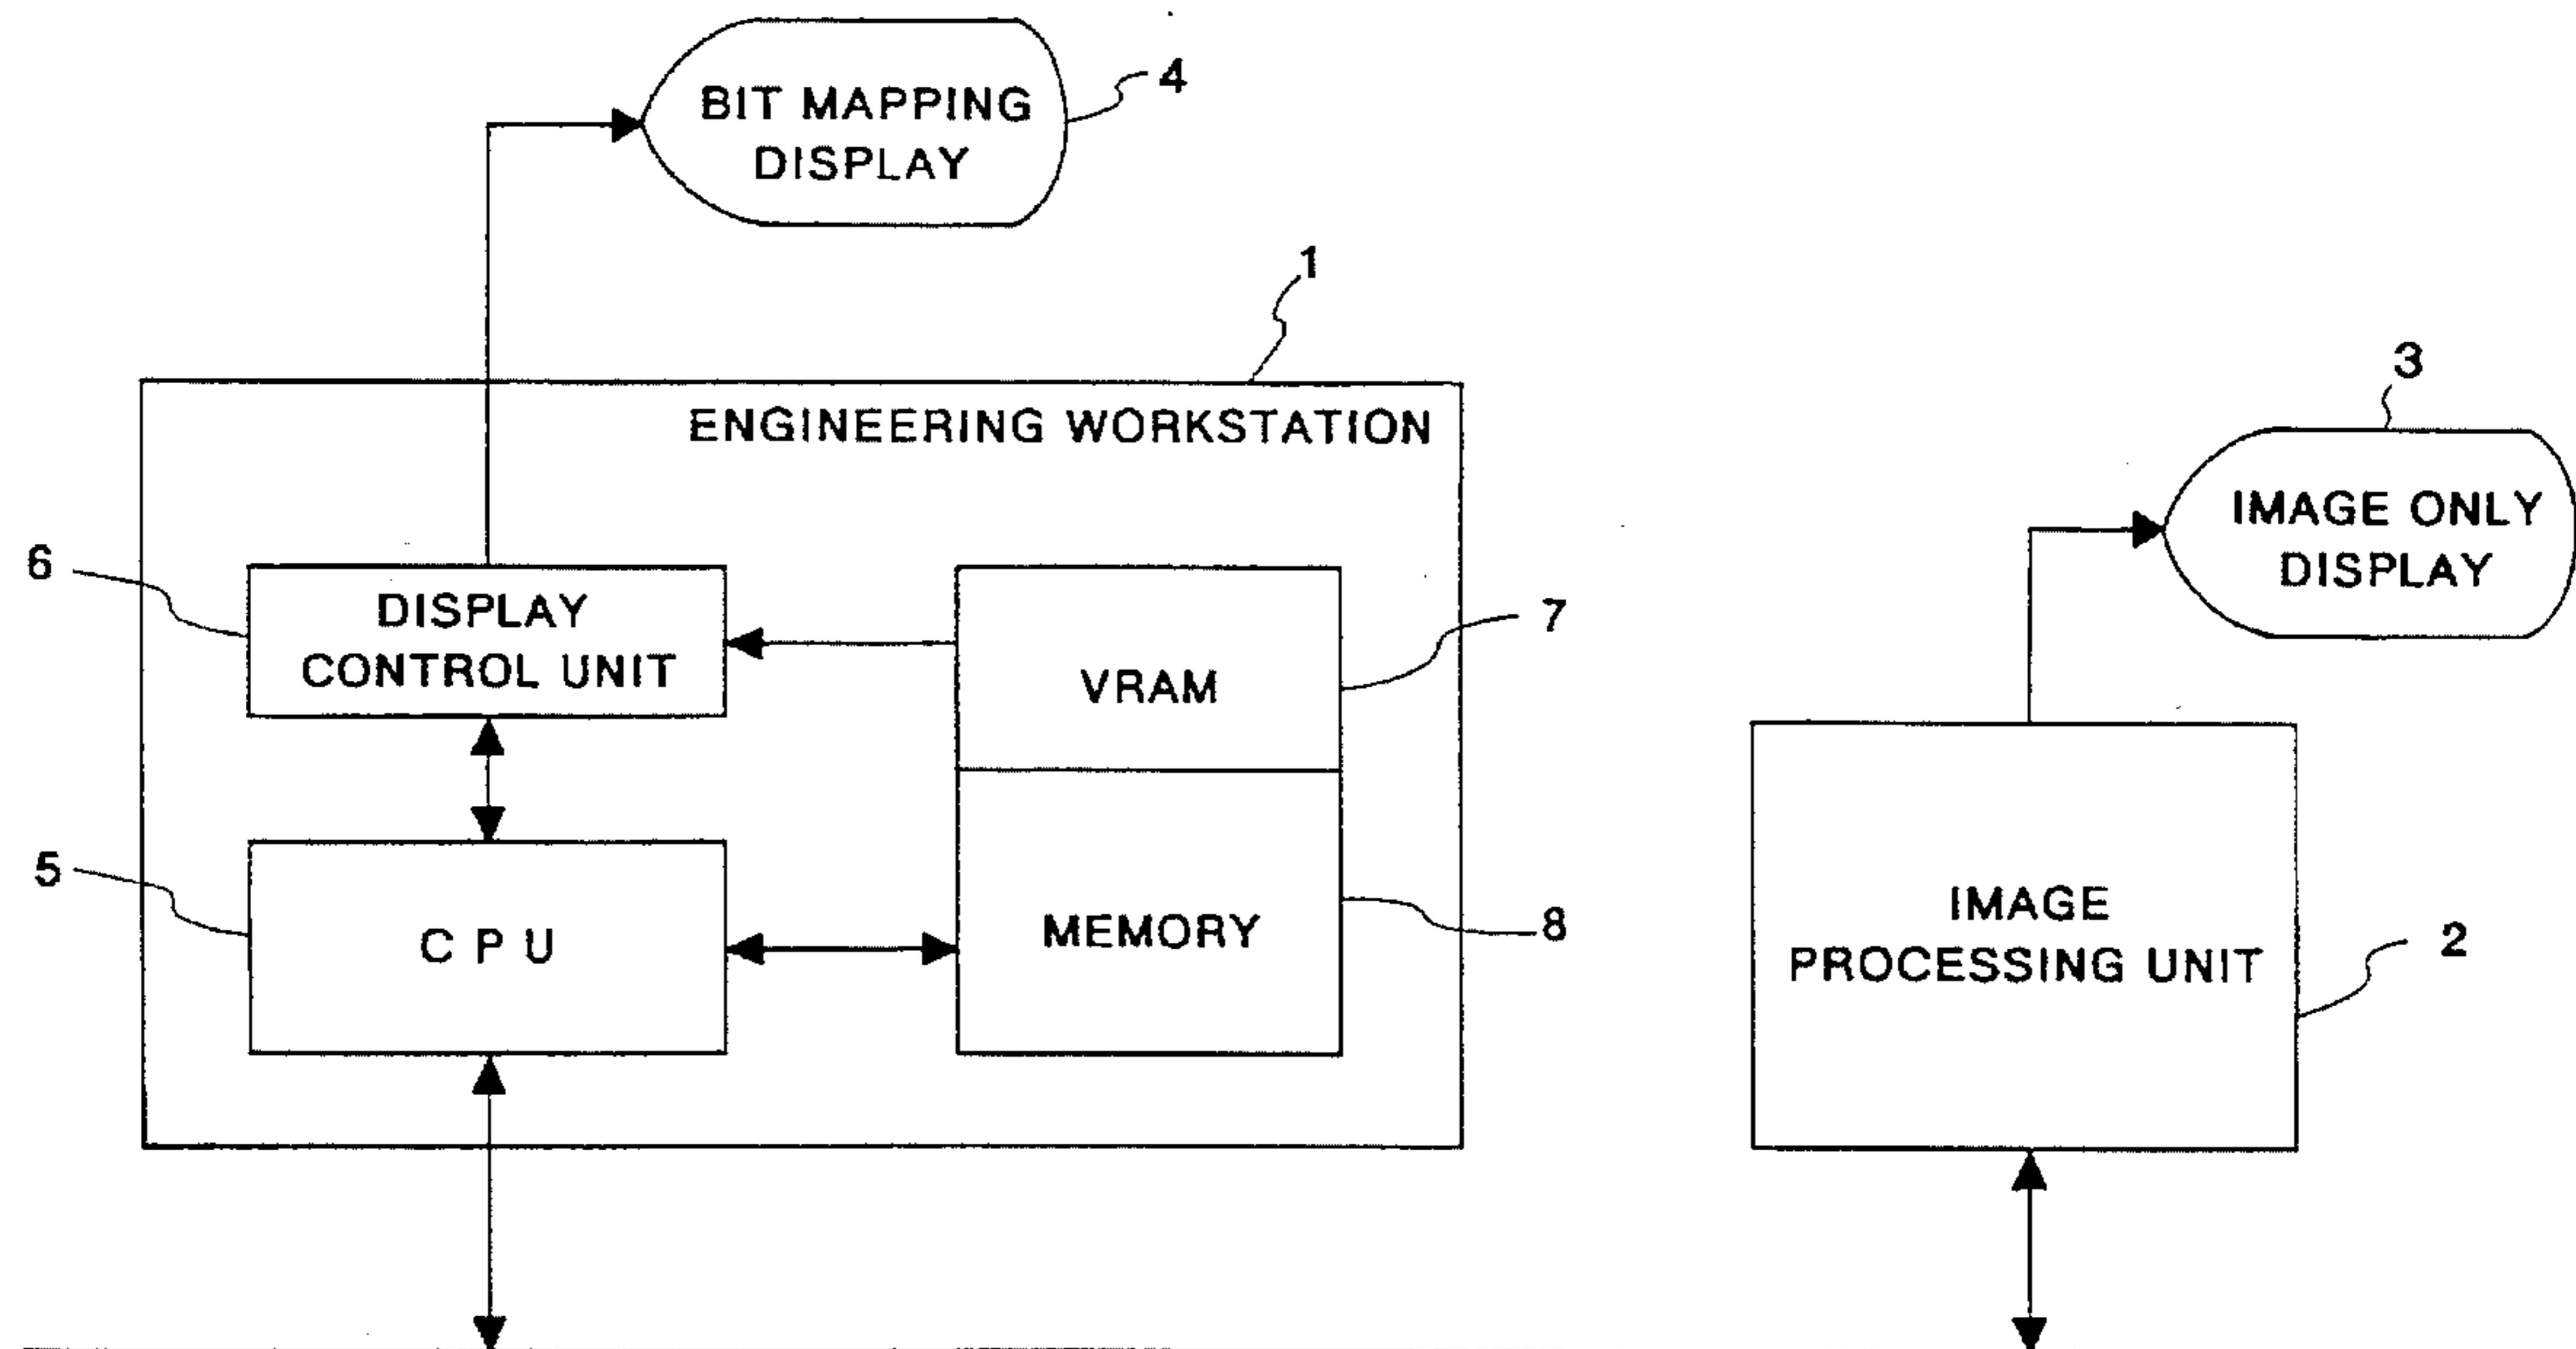 BIT MAPPING
DISPLAY
4
1
ENGINEERING WORKSTATION
3
IMAGE ONLY
DISPLAY
6
DISPLAY
CONTROL UNIT
7
VRAM
5
C P U
MEMORY
8
IMAGE
PROCESSING UNIT
2